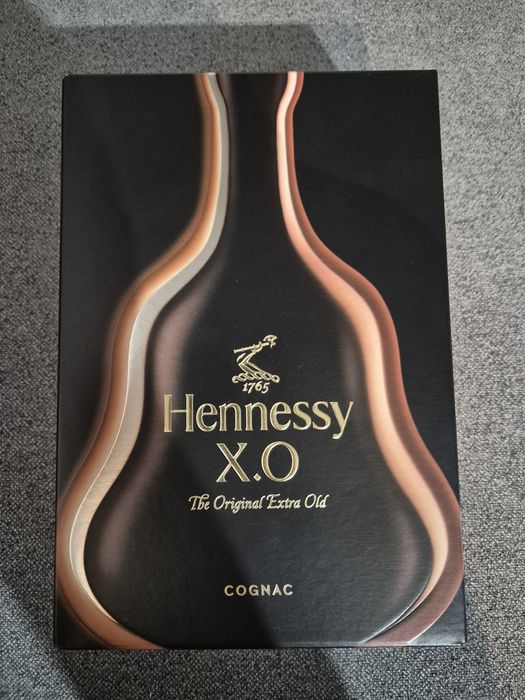 1765
Hennessy
X.O
The Original Extra Old
COGNAC